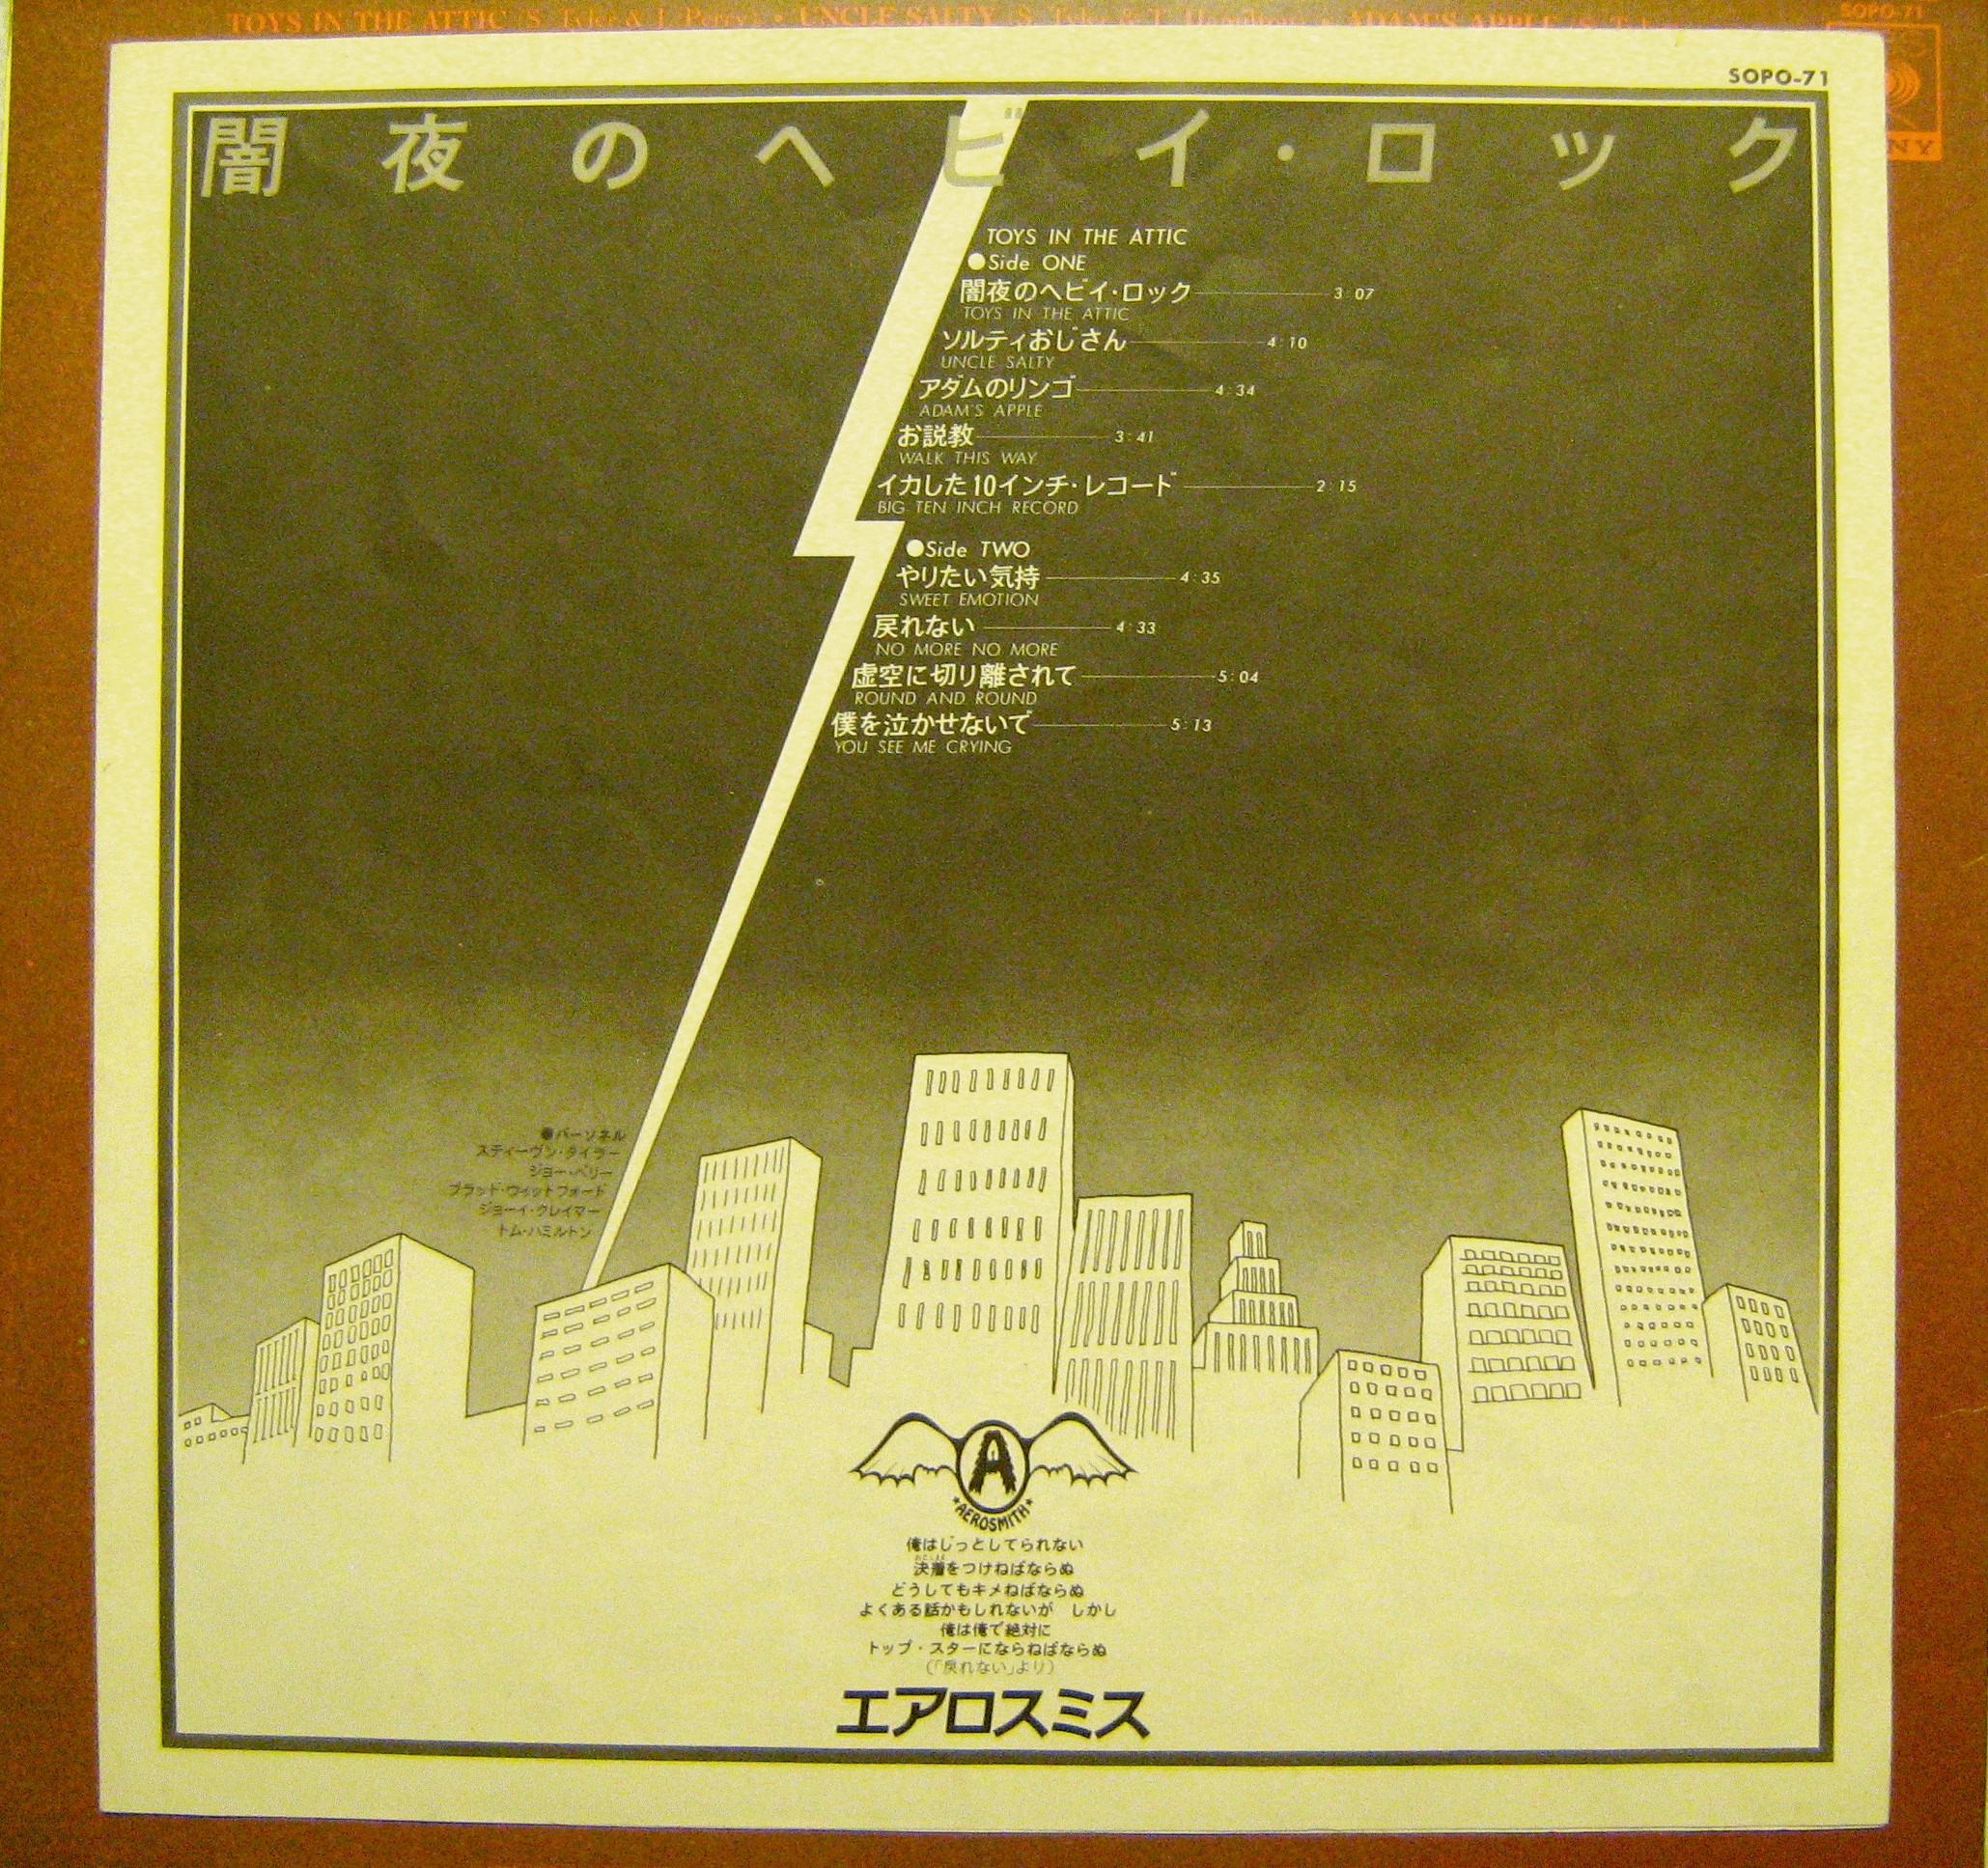 TOYS IN THE ATTIC (S. Tyler & J. Perry) • UNCLE SALTY (S. Tyler & T. Hamilton) • ADAM'S APPLE (S. Tyler
SOPO-71
SOPO-71
闇夜のヘビイ・ロック
TOYS IN THE ATTIC
●Side ONE
闇夜のヘビイ・ロック 3:07
TOYS IN THE ATTIC
ソルティおじさん 4:10
UNCLE SALTY
アダムのリンゴ 4:34
ADAM'S APPLE
お説教 3:41
WALK THIS WAY
イカした10インチ・レコード 2:15
BIG TEN INCH RECORD
●Side TWO
やりたい気持 4:35
SWEET EMOTION
戻れない 4:33
NO MORE NO MORE
虚空に切り離されて 5:04
ROUND AND ROUND
僕を泣かせないで 5:13
YOU SEE ME CRYING
●パーソネル
スティーヴン・タイラー
ジョー・ペリー
ブラッド・ウィットフォード
ジョーイ・クレイマー
トム・ハミルトン
A
★AEROSMITH★
俺はじっとしてられない
決着をつけねばならぬ
どうしてもキメねばならぬ
よくある話かもしれないが しかし
俺は俺で絶対に
トップ・スターにならねばならぬ
(「戻れない」より)
エアロスミス